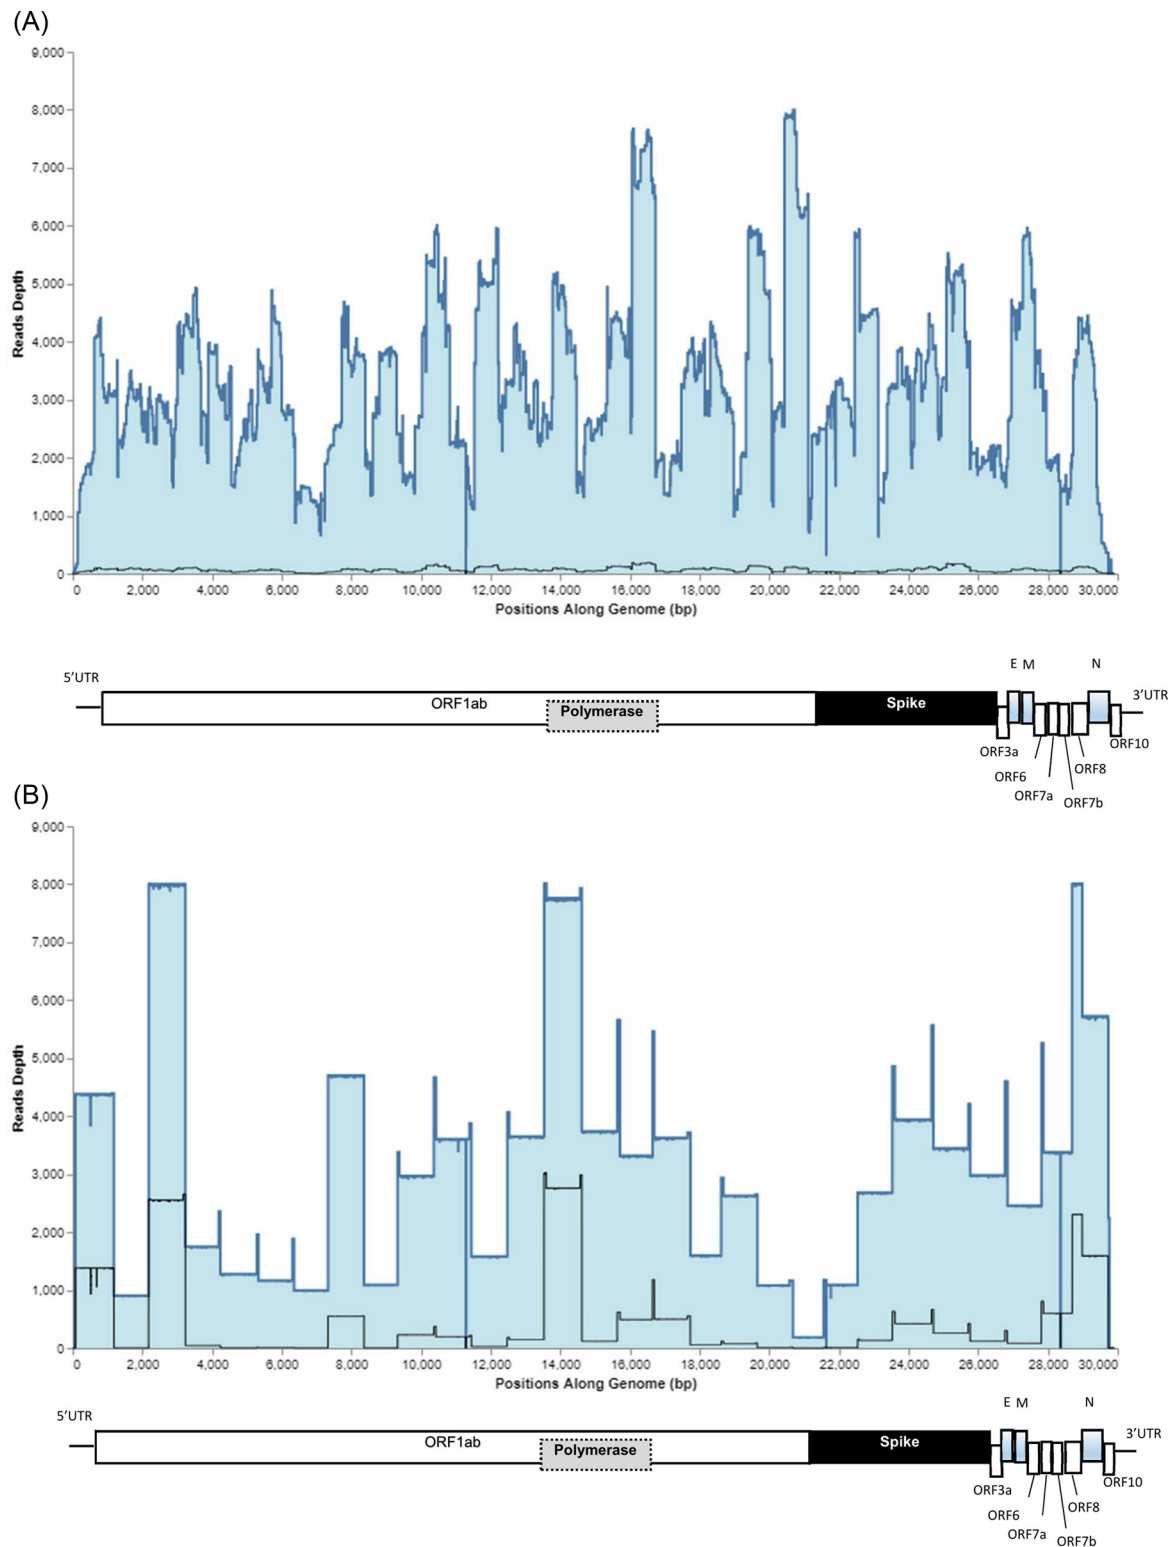 (A)
9,000
8,000
7,000
6,000
5,000
4,000
3,000
2,000
1,000
0
Reads Depth
0 2,000 4,000 6,000 8,000 10,000 12,000 14,000 16,000 18,000 20,000 22,000 24,000 26,000 28,000 30,000
Positions Along Genome (bp)
E M N
5'UTR 3'UTR
ORF1ab Spike
Polymerase
ORF3a ORF10
ORF6 ORF8
ORF7a ORF7b
(B)
9,000
8,000
7,000
6,000
5,000
4,000
3,000
2,000
1,000
0
Reads Depth
0 2,000 4,000 6,000 8,000 10,000 12,000 14,000 16,000 18,000 20,000 22,000 24,000 26,000 28,000 30,000
Positions Along Genome (bp)
E M N
5'UTR 3'UTR
ORF1ab Spike
Polymerase
ORF3a ORF10
ORF6 ORF8
ORF7a ORF7b